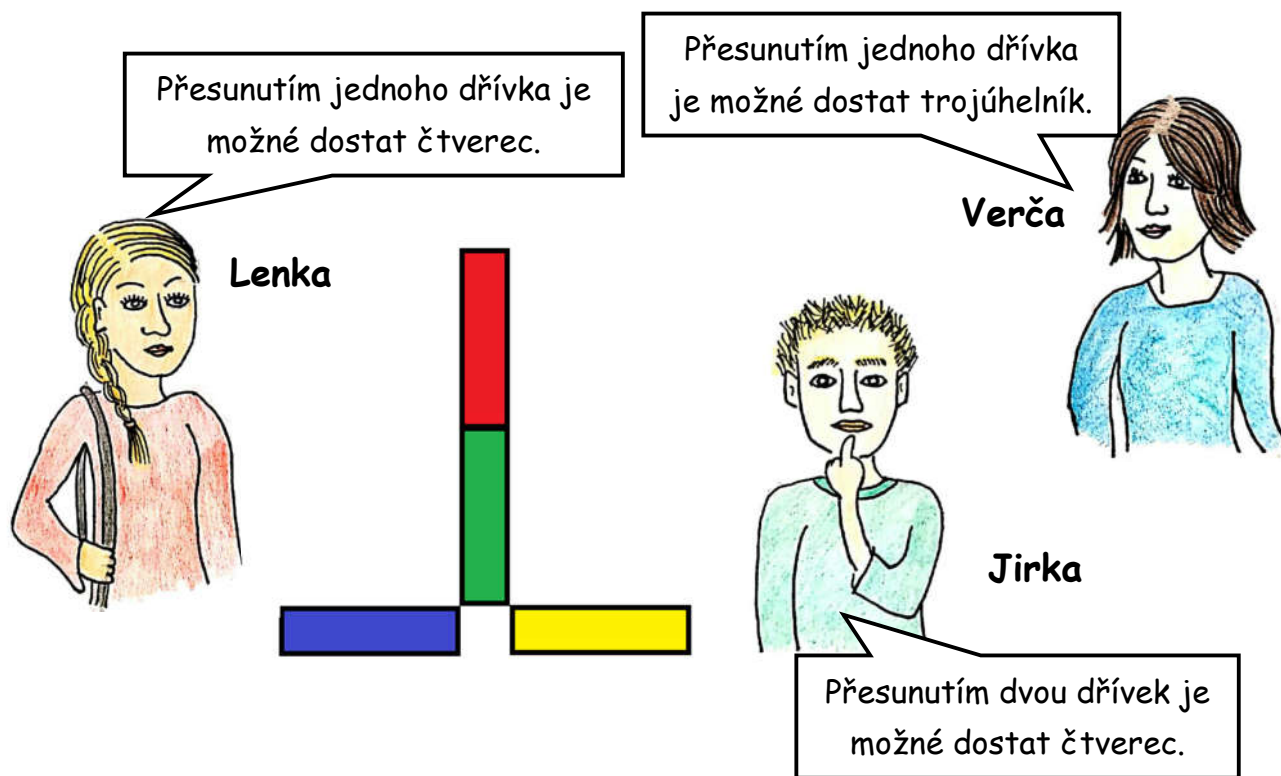 Přesunutím jednoho dřívka je
možné dostat čtverec.
Přesunutím jednoho dřívka
je možné dostat trojúhelník.
Verča
Lenka
Jirka
Přesunutím dvou dřívek je
možné dostat čtverec.